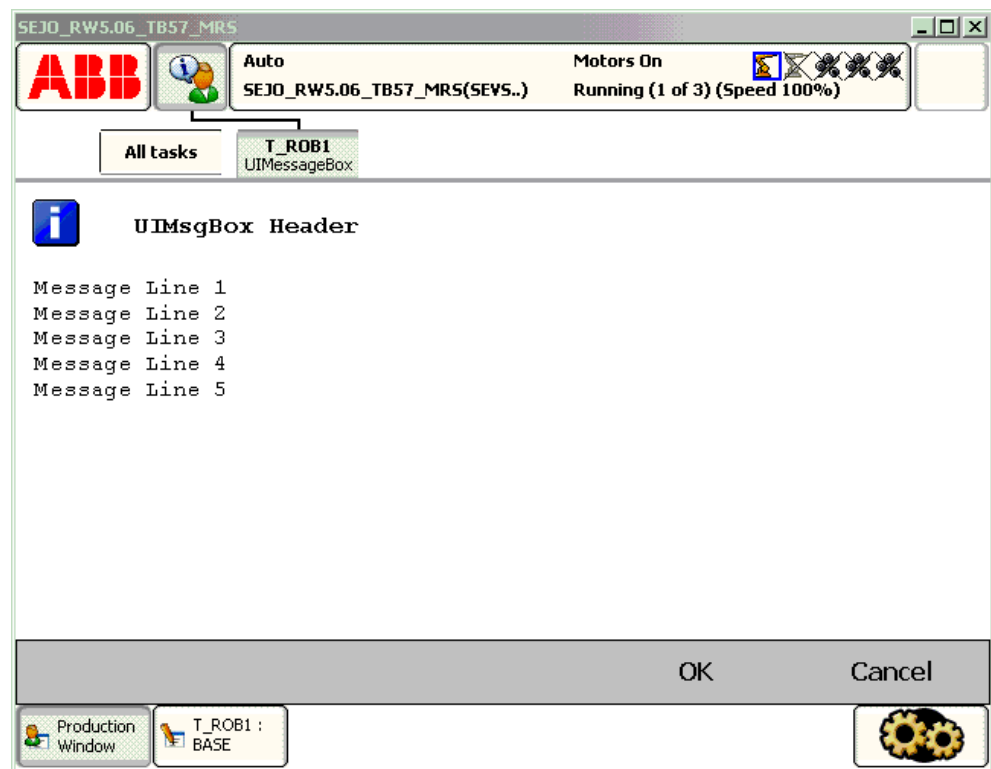 SEJO_RW5.06_TB57_MRS
ABB
Auto
SEJO_RW5.06_TB57_MRS(SEVS..)
Motors On
Running (1 of 3) (Speed 100%)
All tasks
T_ROB1
UIMessageBox
i
UIMsgBox Header
Message Line 1
Message Line 2
Message Line 3
Message Line 4
Message Line 5
OK
Cancel
Production
Window
T_ROB1 :
BASE